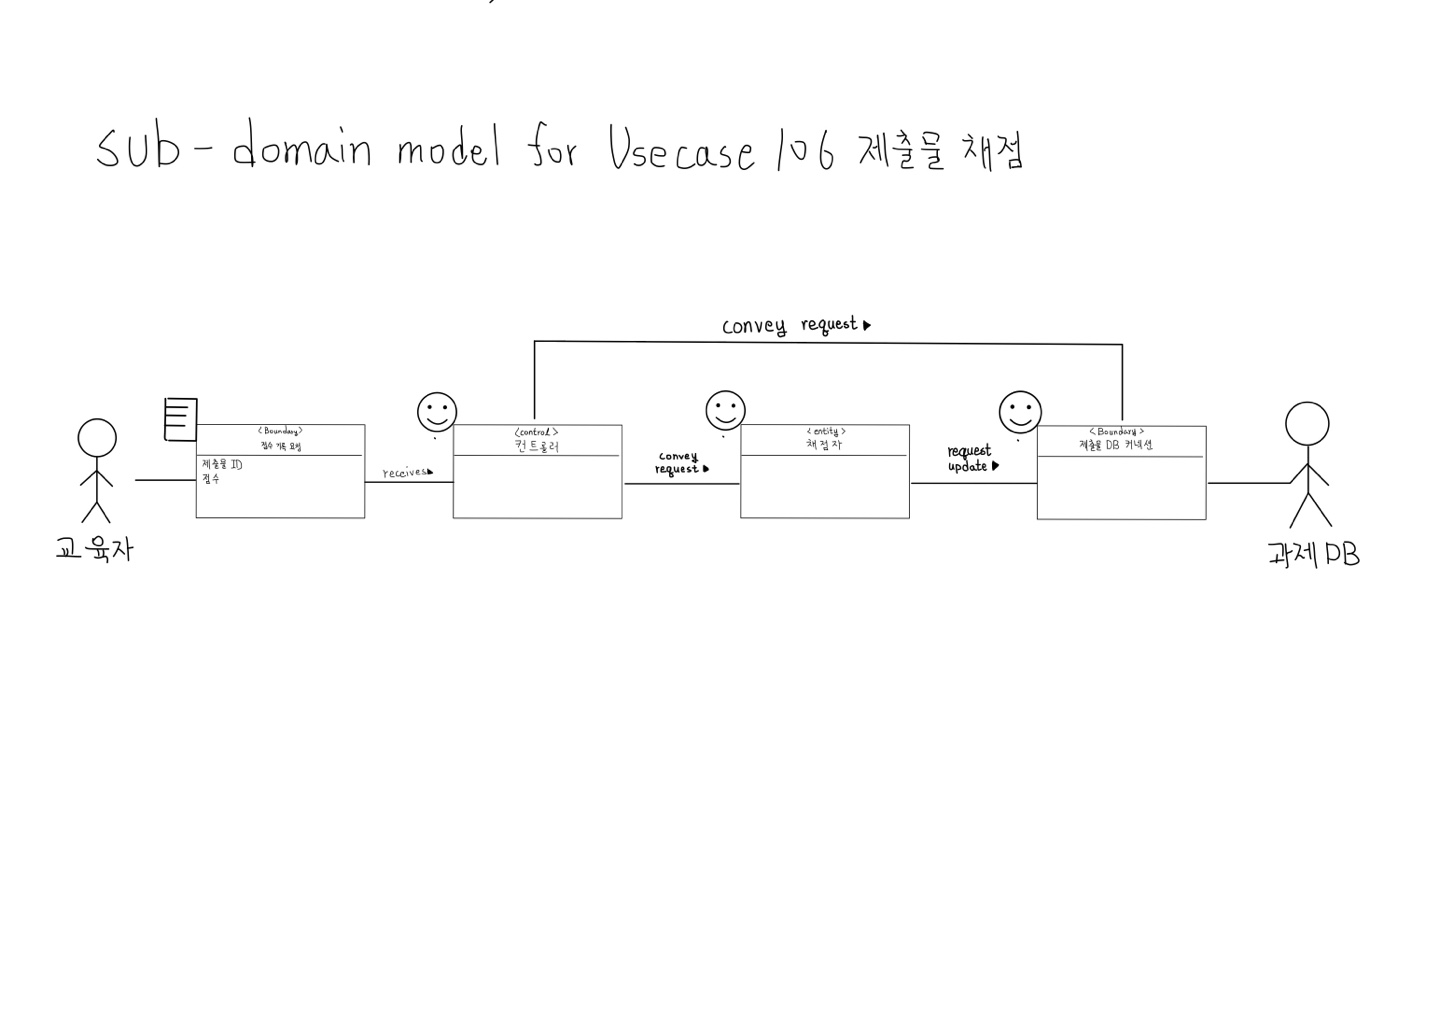 sub-domain model for Usecase 106 제출물 채점
convey request
<Boundary>
점수 기록 요청
제출물 ID
점수
receives
<control>
컨트롤러
convey
request
<entity>
채점자
request
update
<Boundary>
제출물 DB 커넥션
교육자
과제 DB